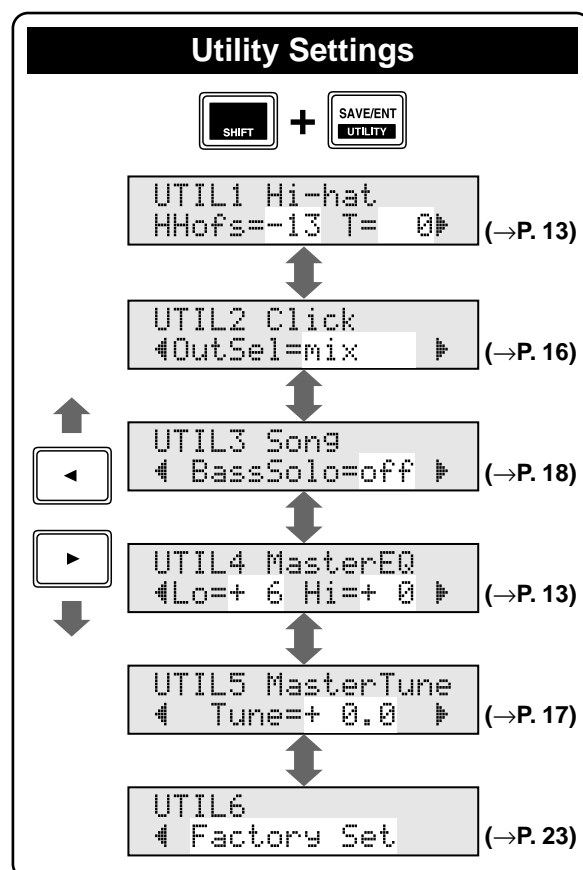 Utility Settings
SHIFT + SAVE/ENT
UTILITY
UTIL1 Hi-hat
HHofs=-13 T= 0
(→P. 13)
UTIL2 Click
OutSel=mix
(→P. 16)
UTIL3 Song
BassSolo=off
(→P. 18)
UTIL4 MasterEQ
Lo=+ 6 Hi=+ 0
(→P. 13)
UTIL5 MasterTune
Tune=+ 0.0
(→P. 17)
UTIL6
Factory Set
(→P. 23)